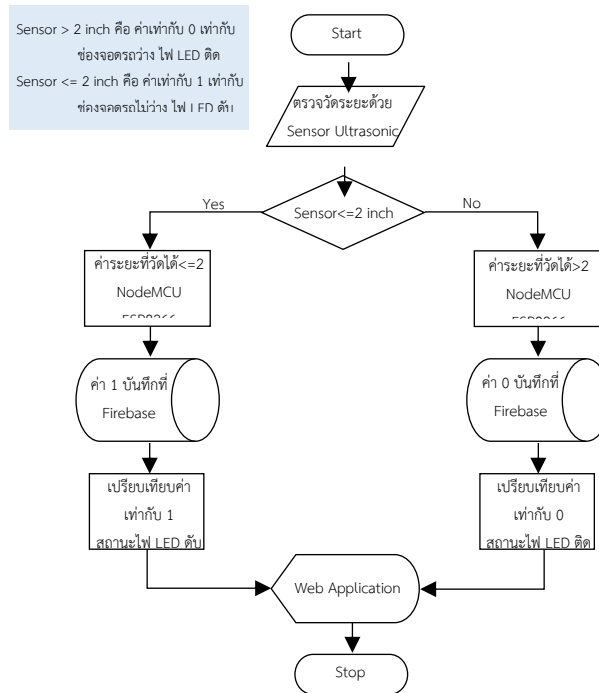 Sensor > 2 inch คือ ค่าเท่ากับ 0 เท่ากับ
ช่องจอดรถว่าง ไฟ LED ติด
Sensor <= 2 inch คือ ค่าเท่ากับ 1 เท่ากับ
ช่องจอดรถไม่ว่าง ไฟ LED ดับ
Start
ตรวจวัดระยะด้วย
Sensor Ultrasonic
Sensor<=2 inch
Yes
No
ค่าระยะที่วัดได้<=2
NodeMCU
ESP8266
ค่าระยะที่วัดได้>2
NodeMCU
ESP8266
ค่า 1 บันทึกที่
Firebase
ค่า 0 บันทึกที่
Firebase
เปรียบเทียบค่า
เท่ากับ 1
สถานะไฟ LED ดับ
เปรียบเทียบค่า
เท่ากับ 0
สถานะไฟ LED ติด
Web Application
Stop